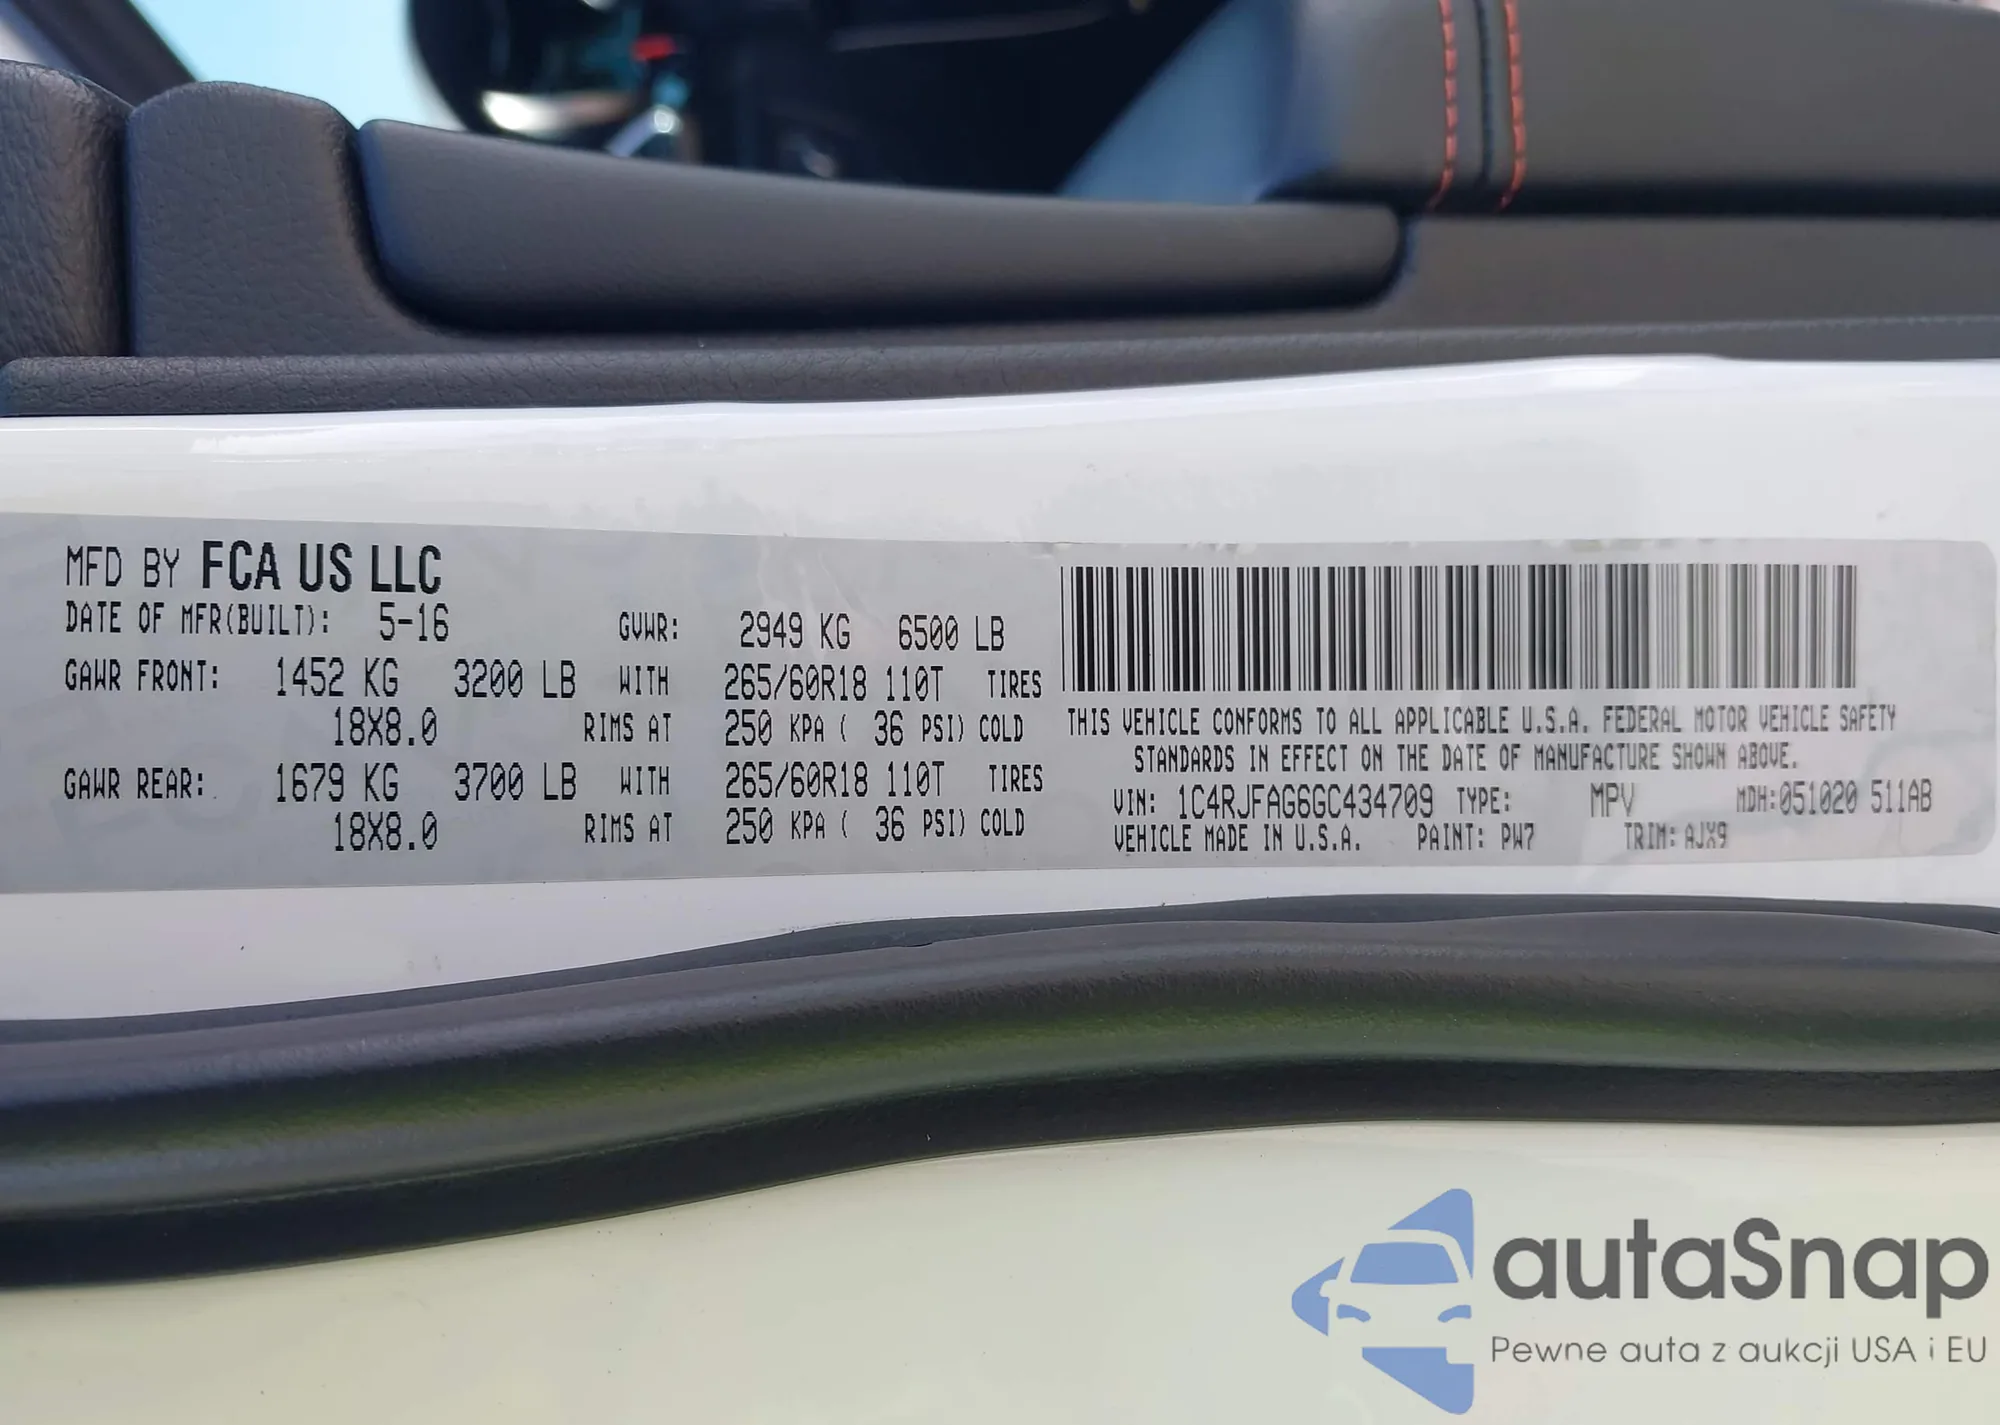 MFD BY FCA US LLC
DATE OF MFR(BUILT): 5-16 GVWR: 2949 KG 6500 LB
GAWR FRONT: 1452 KG 3200 LB WITH 265/60R18 110T TIRES
18X8.0 RIMS AT 250 KPA ( 36 PSI) COLD
GAWR REAR: 1679 KG 3700 LB WITH 265/60R18 110T TIRES
18X8.0 RIMS AT 250 KPA ( 36 PSI) COLD
THIS VEHICLE CONFORMS TO ALL APPLICABLE U.S.A. FEDERAL MOTOR VEHICLE SAFETY
STANDARDS IN EFFECT ON THE DATE OF MANUFACTURE SHOWN ABOVE.
VIN: 1C4RJFAG6GC434709 TYPE: MPV MDH:051020 511AB
VEHICLE MADE IN U.S.A. PAINT: PW7 TRIM: AJX9
autaSnap
Pewne auta z aukcji USA i EU